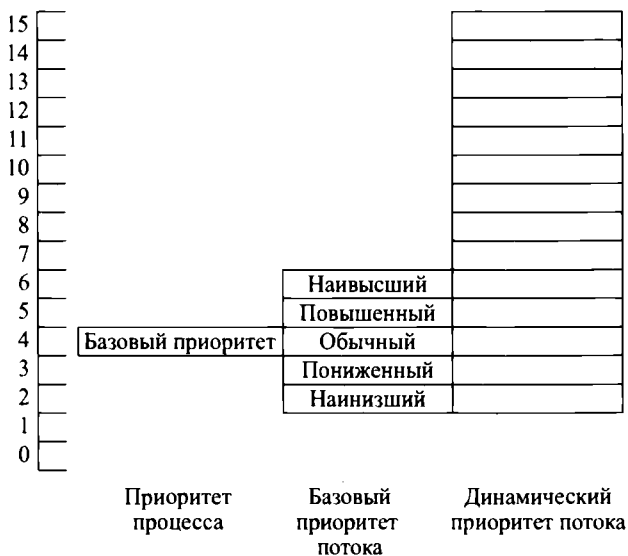 15
14
13
12
11
10
9
8
7
6 Наивысший
5 Повышенный
4 Базовый приоритет Обычный
3 Пониженный
2 Наинизший
1
0
Приоритет процесса
Базовый приоритет потока
Динамический приоритет потока